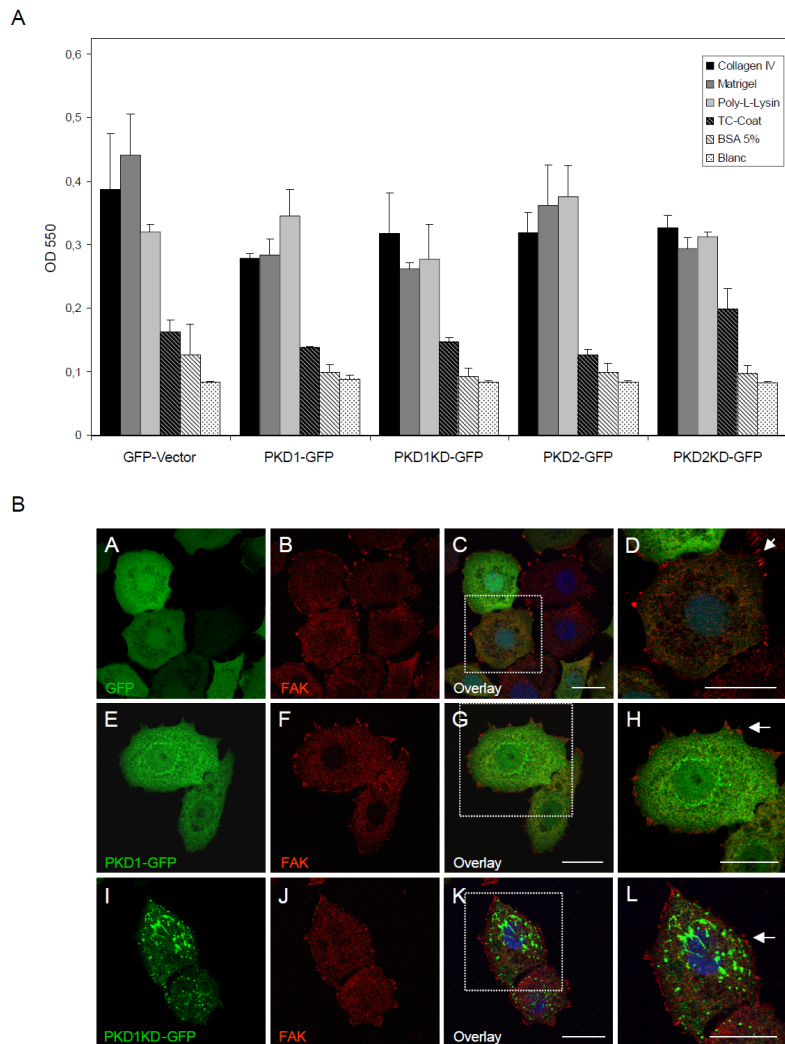 A
0,6
0,5
0,4
0,3
0,2
0,1
0
OD 550
Collagen IV
Matrigel
Poly-L-Lysin
TC-Coat
BSA 5%
Blanc
GFP-Vector PKD1-GFP PKD1KD-GFP PKD2-GFP PKD2KD-GFP
B
A B C D
GFP FAK Overlay
E F G H
PKD1-GFP FAK Overlay
I J K L
PKD1KD-GFP FAK Overlay